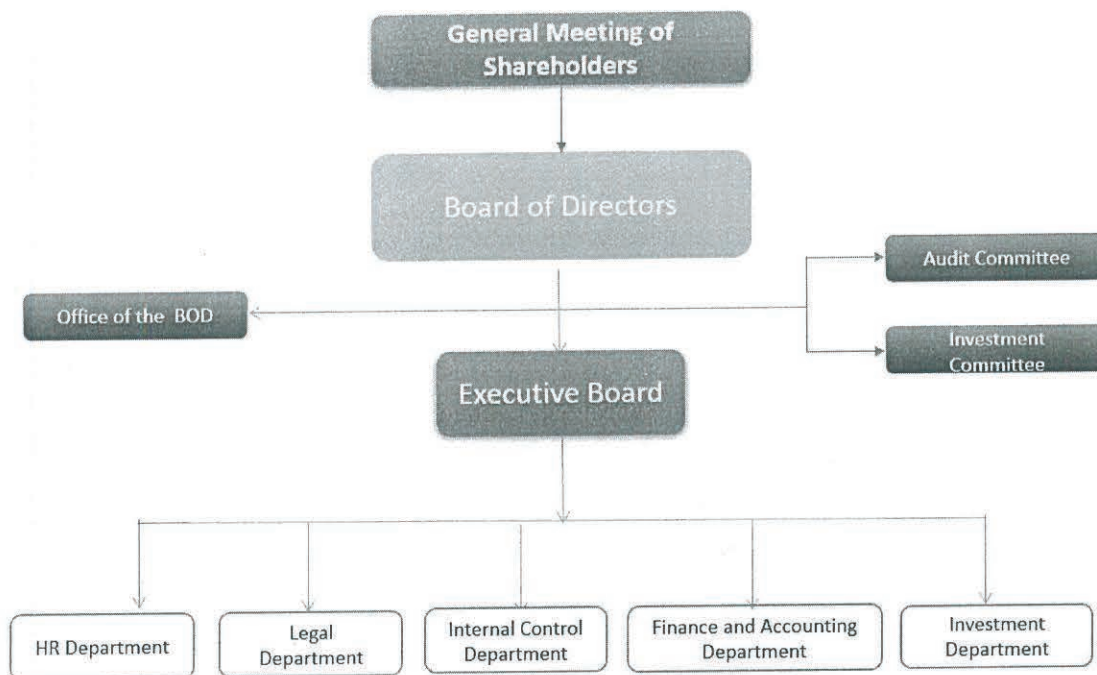 General Meeting of
Shareholders
Board of Directors
Audit Committee
Office of the BOD
Investment
Committee
Executive Board
HR Department
Legal
Department
Internal Control
Department
Finance and Accounting
Department
Investment
Department